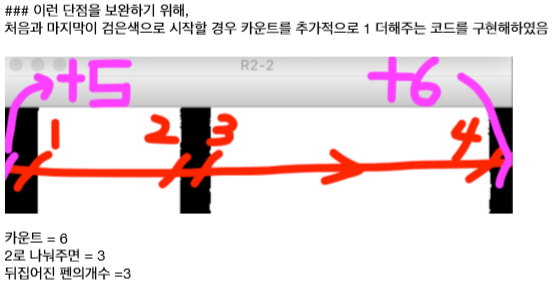 ### 이런 단점을 보완하기 위해,
처음과 마지막이 검은색으로 시작할 경우 카운트를 추가적으로 1 더해주는 코드를 구현해하였음
R2-2
+5 +6
1 2 3 4
카운트 = 6
2로 나눠주면 = 3
뒤집어진 펜의개수 =3